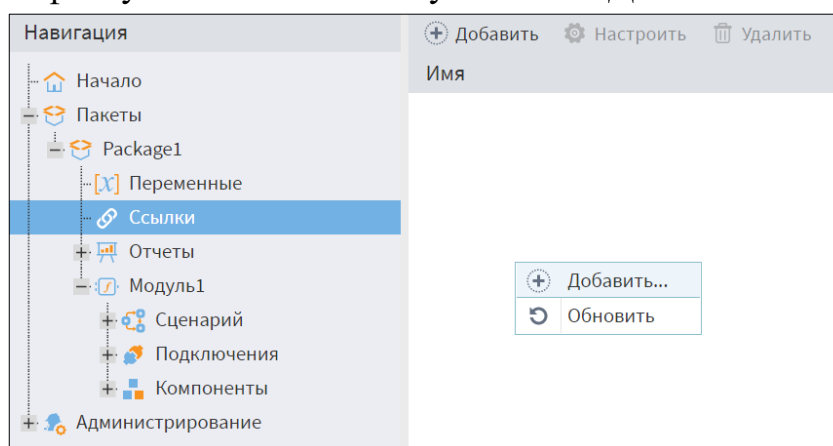 Навигация
Добавить Настроить Удалить
Имя
Начало
Пакеты
Package1
[x] Переменные
Ссылки
Отчеты
Модуль1
Сценарий
Подключения
Компоненты
Администрирование
Добавить...
Обновить